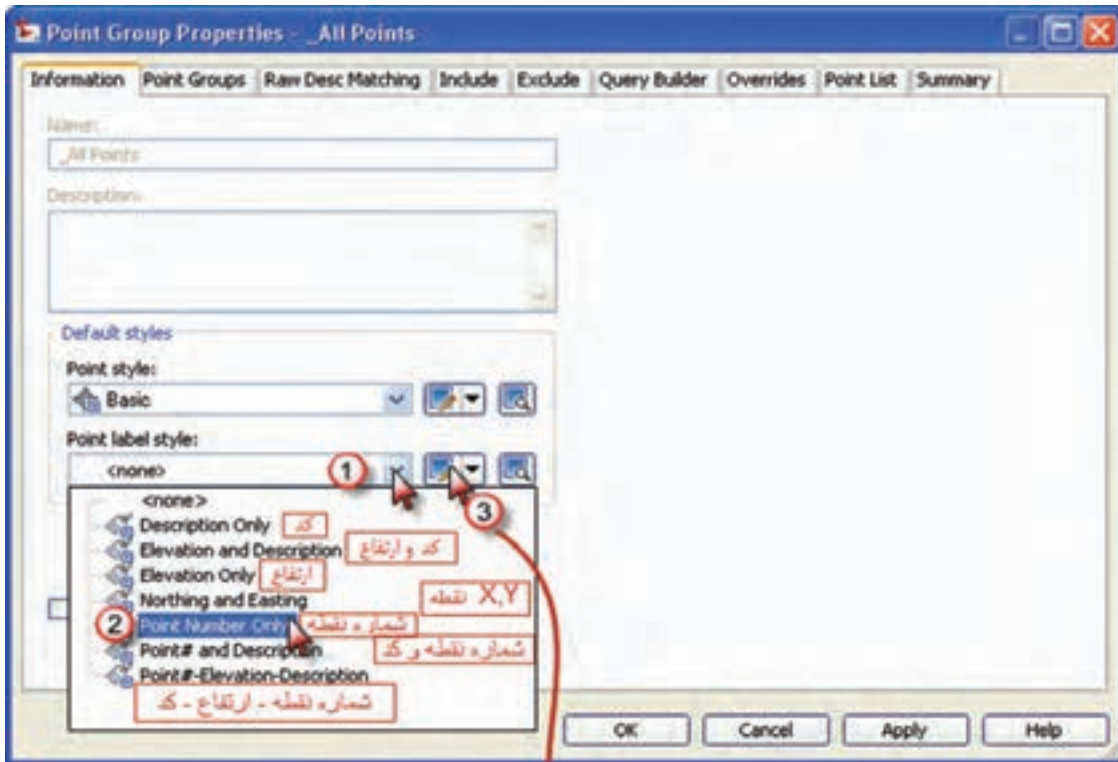 Point Group Properties - _All Points
Information Point Groups Raw Desc Matching Include Exclude Query Builder Overrides Point List Summary
Name:
_All Points
Description:
Default styles
Point style:
Basic
Point label style:
<none> 1
<none> 3
Description Only کد
Elevation and Description کد و ارتفاع
Elevation Only ارتفاع
Northing and Easting X,Y نقطه
2 Point Number Only شماره نقطه
Point# and Description شماره نقطه و کد
Point#-Elevation-Description
شماره نقطه - ارتفاع - کد
OK Cancel Apply Help